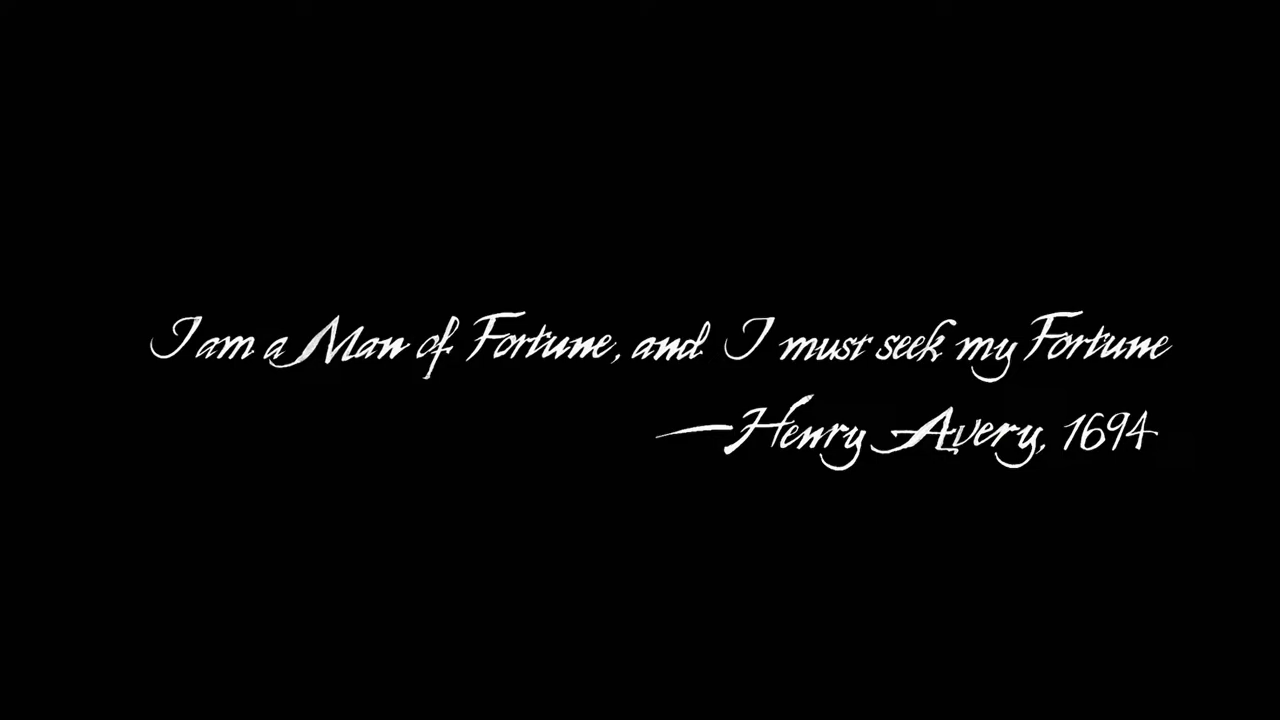 I am a Man of Fortune, and I must seek my Fortune
—Henry Avery, 1694